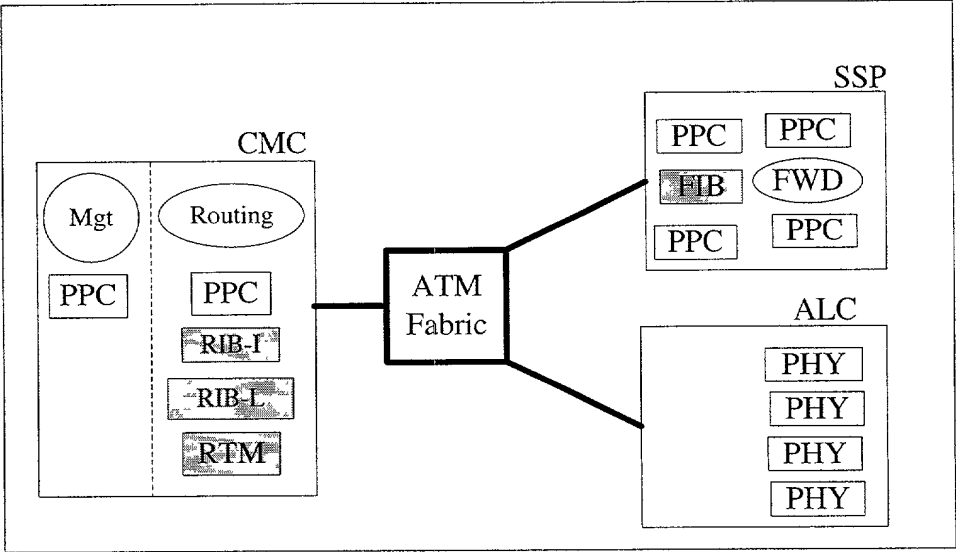 CMC
Mgt
Routing
PPC
PPC
RIB-I
RIB-L
RTM
ATM
Fabric
SSP
PPC
PPC
FIB
FWD
PPC
PPC
ALC
PHY
PHY
PHY
PHY